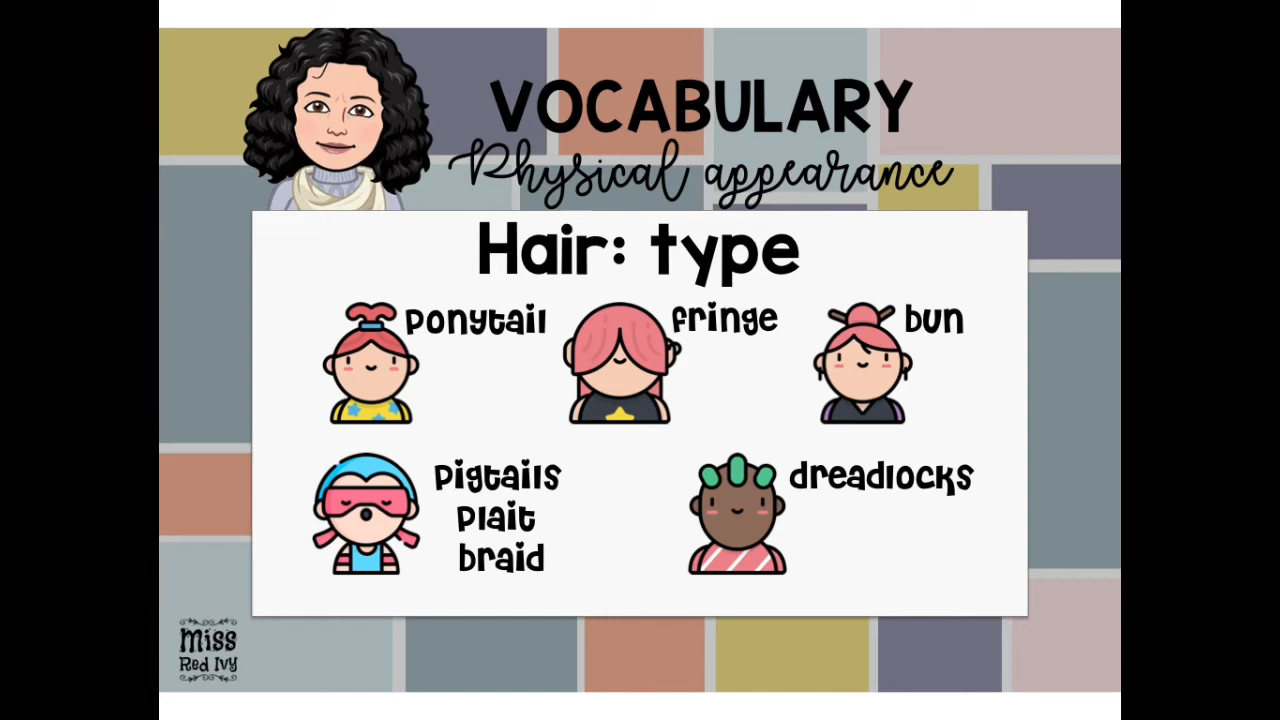 VOCABULARY
Physical appearance
Hair: type
ponytail
fringe
bun
pigtails
plait
braid
dreadlocks
Miss
Red Ivy